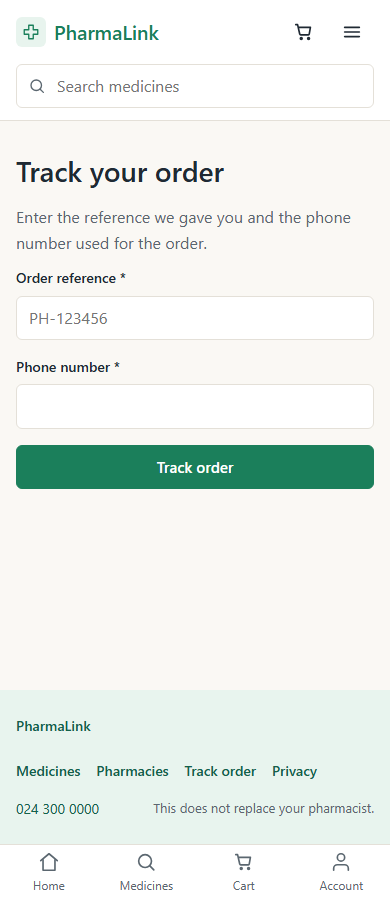 PharmaLink
Search medicines
Track your order
Enter the reference we gave you and the phone
number used for the order.
Order reference *
PH-123456
Phone number *
Track order
PharmaLink
Medicines Pharmacies Track order Privacy
024 300 0000 This does not replace your pharmacist.
Home Medicines Cart Account